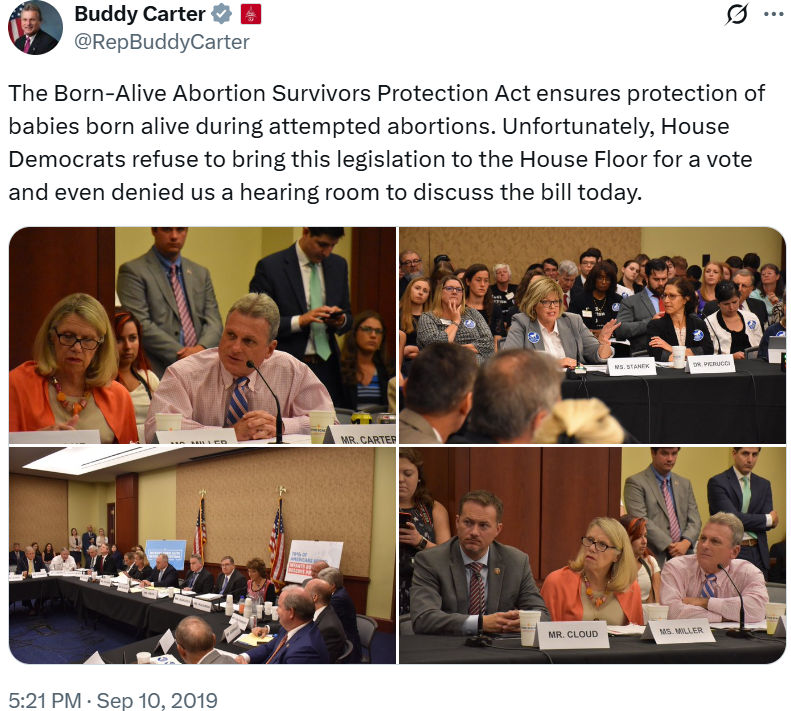 Buddy Carter
@RepBuddyCarter
The Born-Alive Abortion Survivors Protection Act ensures protection of
babies born alive during attempted abortions. Unfortunately, House
Democrats refuse to bring this legislation to the House Floor for a vote
and even denied us a hearing room to discuss the bill today.
MS. MILLER
MR. CARTER
MS. STANEK
DR. PIERUCCI
OF
AMERICANS
MR. CLOUD
MS. MILLER
5:21 PM · Sep 10, 2019